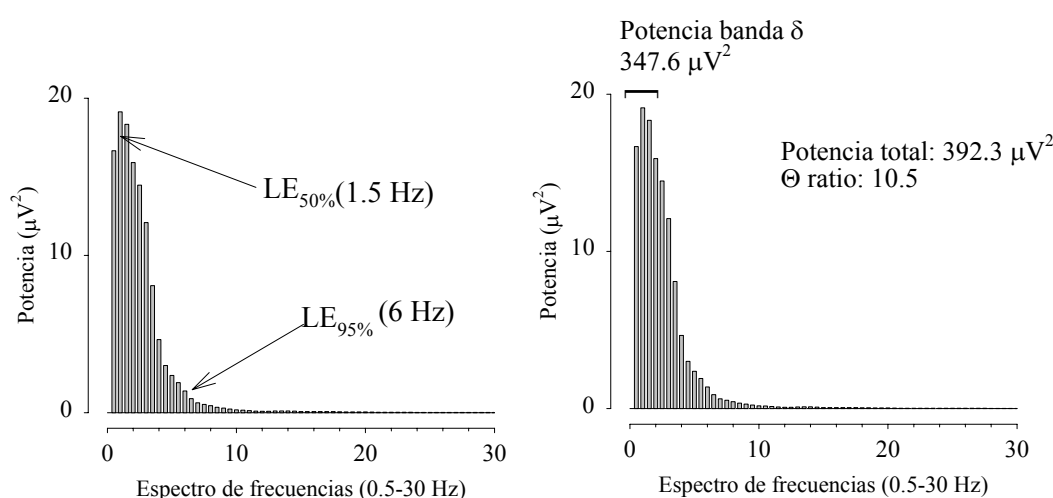 20
10
0
Potencia (μV²)
LE50% (1.5 Hz)
LE95% (6 Hz)
0
10
20
30
Espectro de frecuencias (0.5-30 Hz)
Potencia banda δ
347.6 μV²
20
10
0
Potencia (μV²)
Potencia total: 392.3 μV²
Θ ratio: 10.5
0
10
20
30
Espectro de frecuencias (0.5-30 Hz)